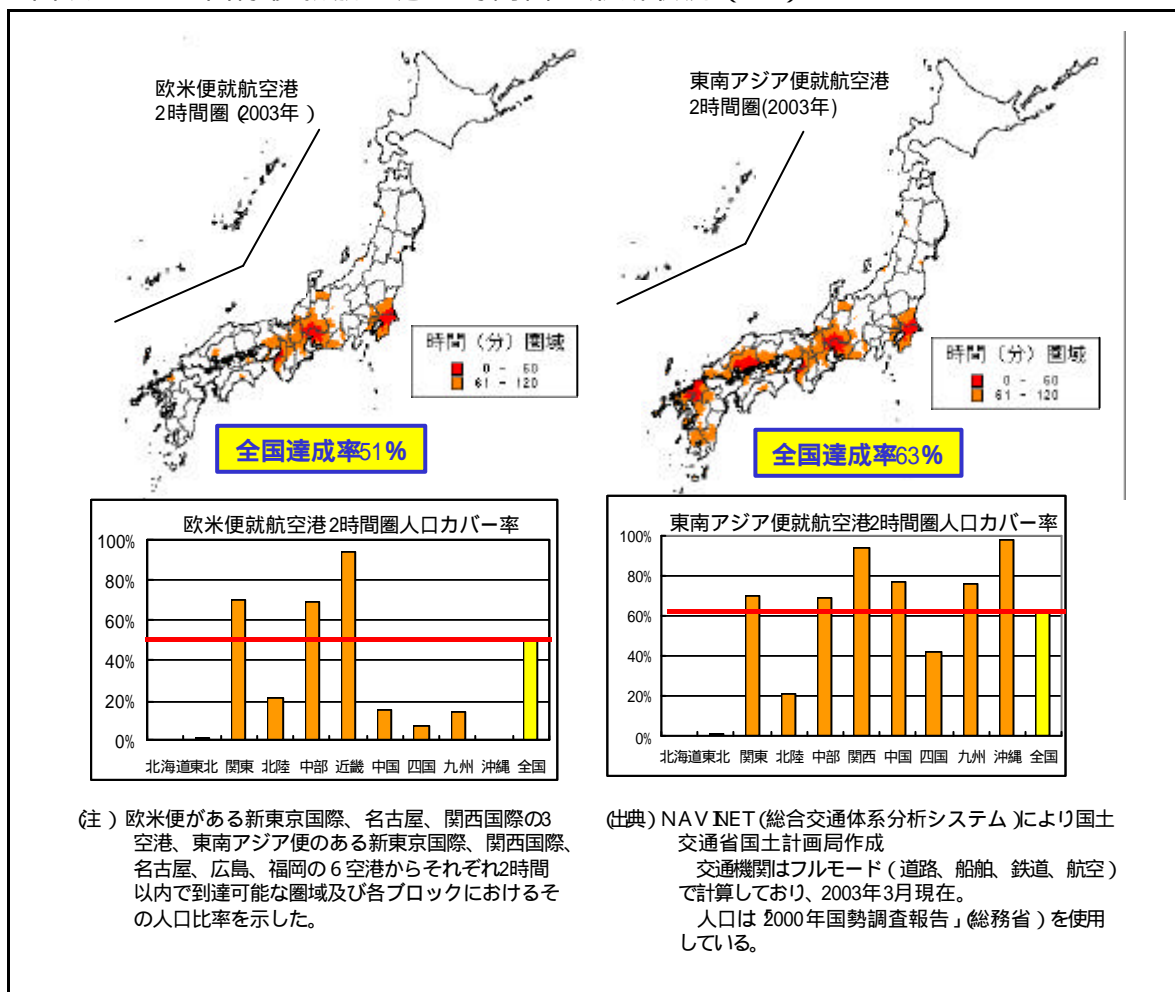 欧米便就航空港
2時間圏(2003年)
東南アジア便就航空港
2時間圏(2003年)
時間(分)圏域
0 - 60
61 - 120
時間(分)圏域
0 - 60
61 - 120
全国達成率51%
全国達成率63%
欧米便就航空港2時間圏人口カバー率
100%
80%
60%
40%
20%
0%
北海道東北 関東 北陸 中部 近畿 中国 四国 九州 沖縄 全国
東南アジア便就航空港2時間圏人口カバー率
100%
80%
60%
40%
20%
0%
北海道東北 関東 北陸 中部 関西 中国 四国 九州 沖縄 全国
(注)欧米便がある新東京国際、名古屋、関西国際の3
空港、東南アジア便のある新東京国際、関西国際、
名古屋、広島、福岡の6空港からそれぞれ2時間
以内で到達可能な圏域及び各ブロックにおけるそ
の人口比率を示した。
(出典)NAVINET(総合交通体系分析システム)により国土
交通省国土計画局作成
交通機関はフルモード(道路、船舶、鉄道、航空)
で計算しており、2003年3月現在。
人口は「2000年国勢調査報告」(総務省)を使用
している。